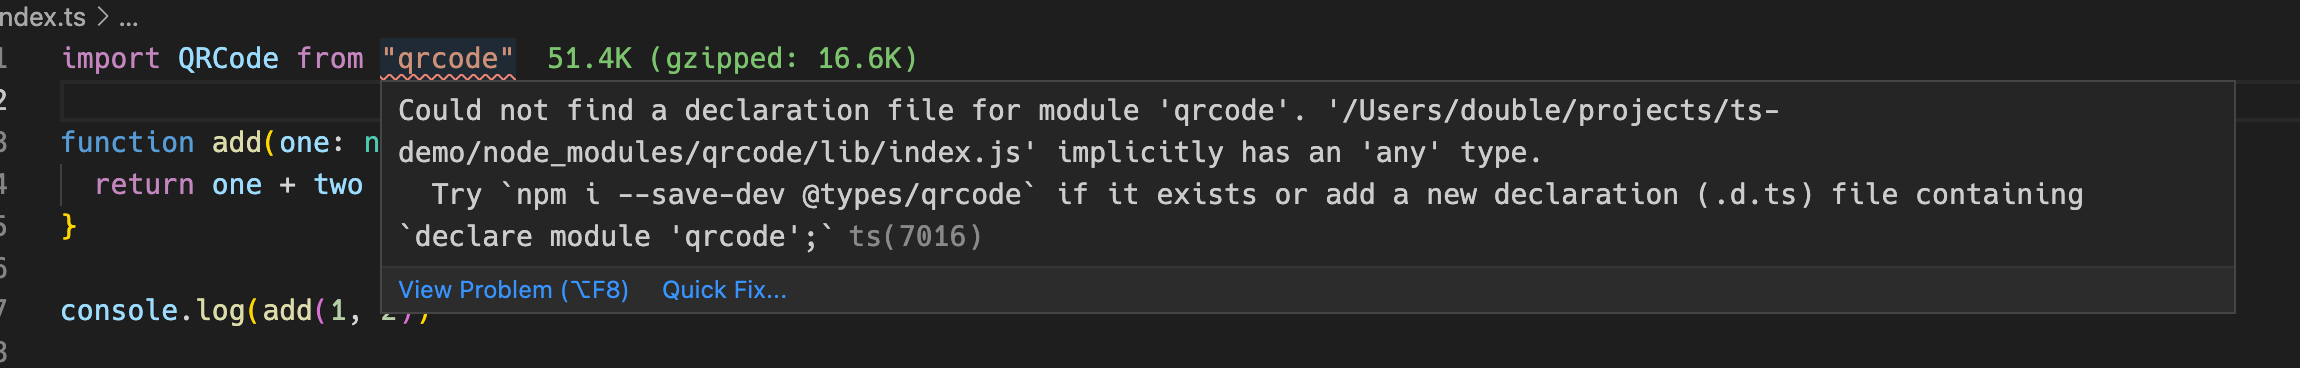 ndex.ts > ...
1 import QRCode from "qrcode" 51.4K (gzipped: 16.6K)
2
Could not find a declaration file for module 'qrcode'. '/Users/double/projects/ts-
3 function add(one: n
demo/node_modules/qrcode/lib/index.js' implicitly has an 'any' type.
4 return one + two
Try `npm i --save-dev @types/qrcode` if it exists or add a new declaration (.d.ts) file containing
5 }
`declare module 'qrcode';` ts(7016)
6
View Problem (⌥F8) Quick Fix...
7 console.log(add(1, 2))
8